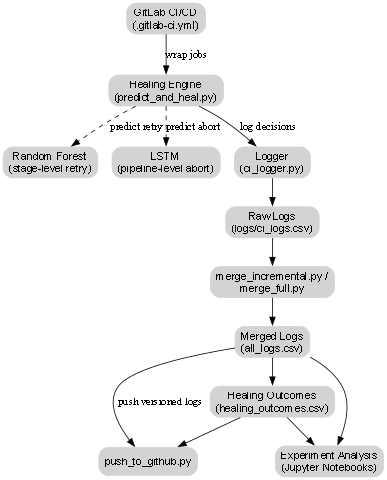 GitLab CI/CD
(.gitlab-ci.yml)
wrap jobs
Healing Engine
(predict_and_heal.py)
predict retry
predict abort
log decisions
Random Forest
(stage-level retry)
LSTM
(pipeline-level abort)
Logger
(ci_logger.py)
Raw Logs
(logs/ci_logs.csv)
merge_incremental.py /
merge_full.py
Merged Logs
(all_logs.csv)
push versioned logs
Healing Outcomes
(healing_outcomes.csv)
push_to_github.py
Experiment Analysis
(Jupyter Notebooks)